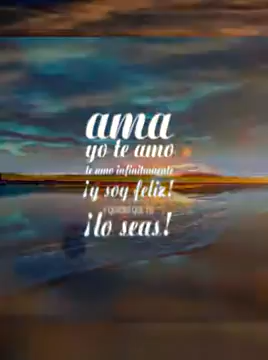 ama
yo te amo
te amo infinitamente
¡y soy feliz!
y quiero que tú
¡lo seas!